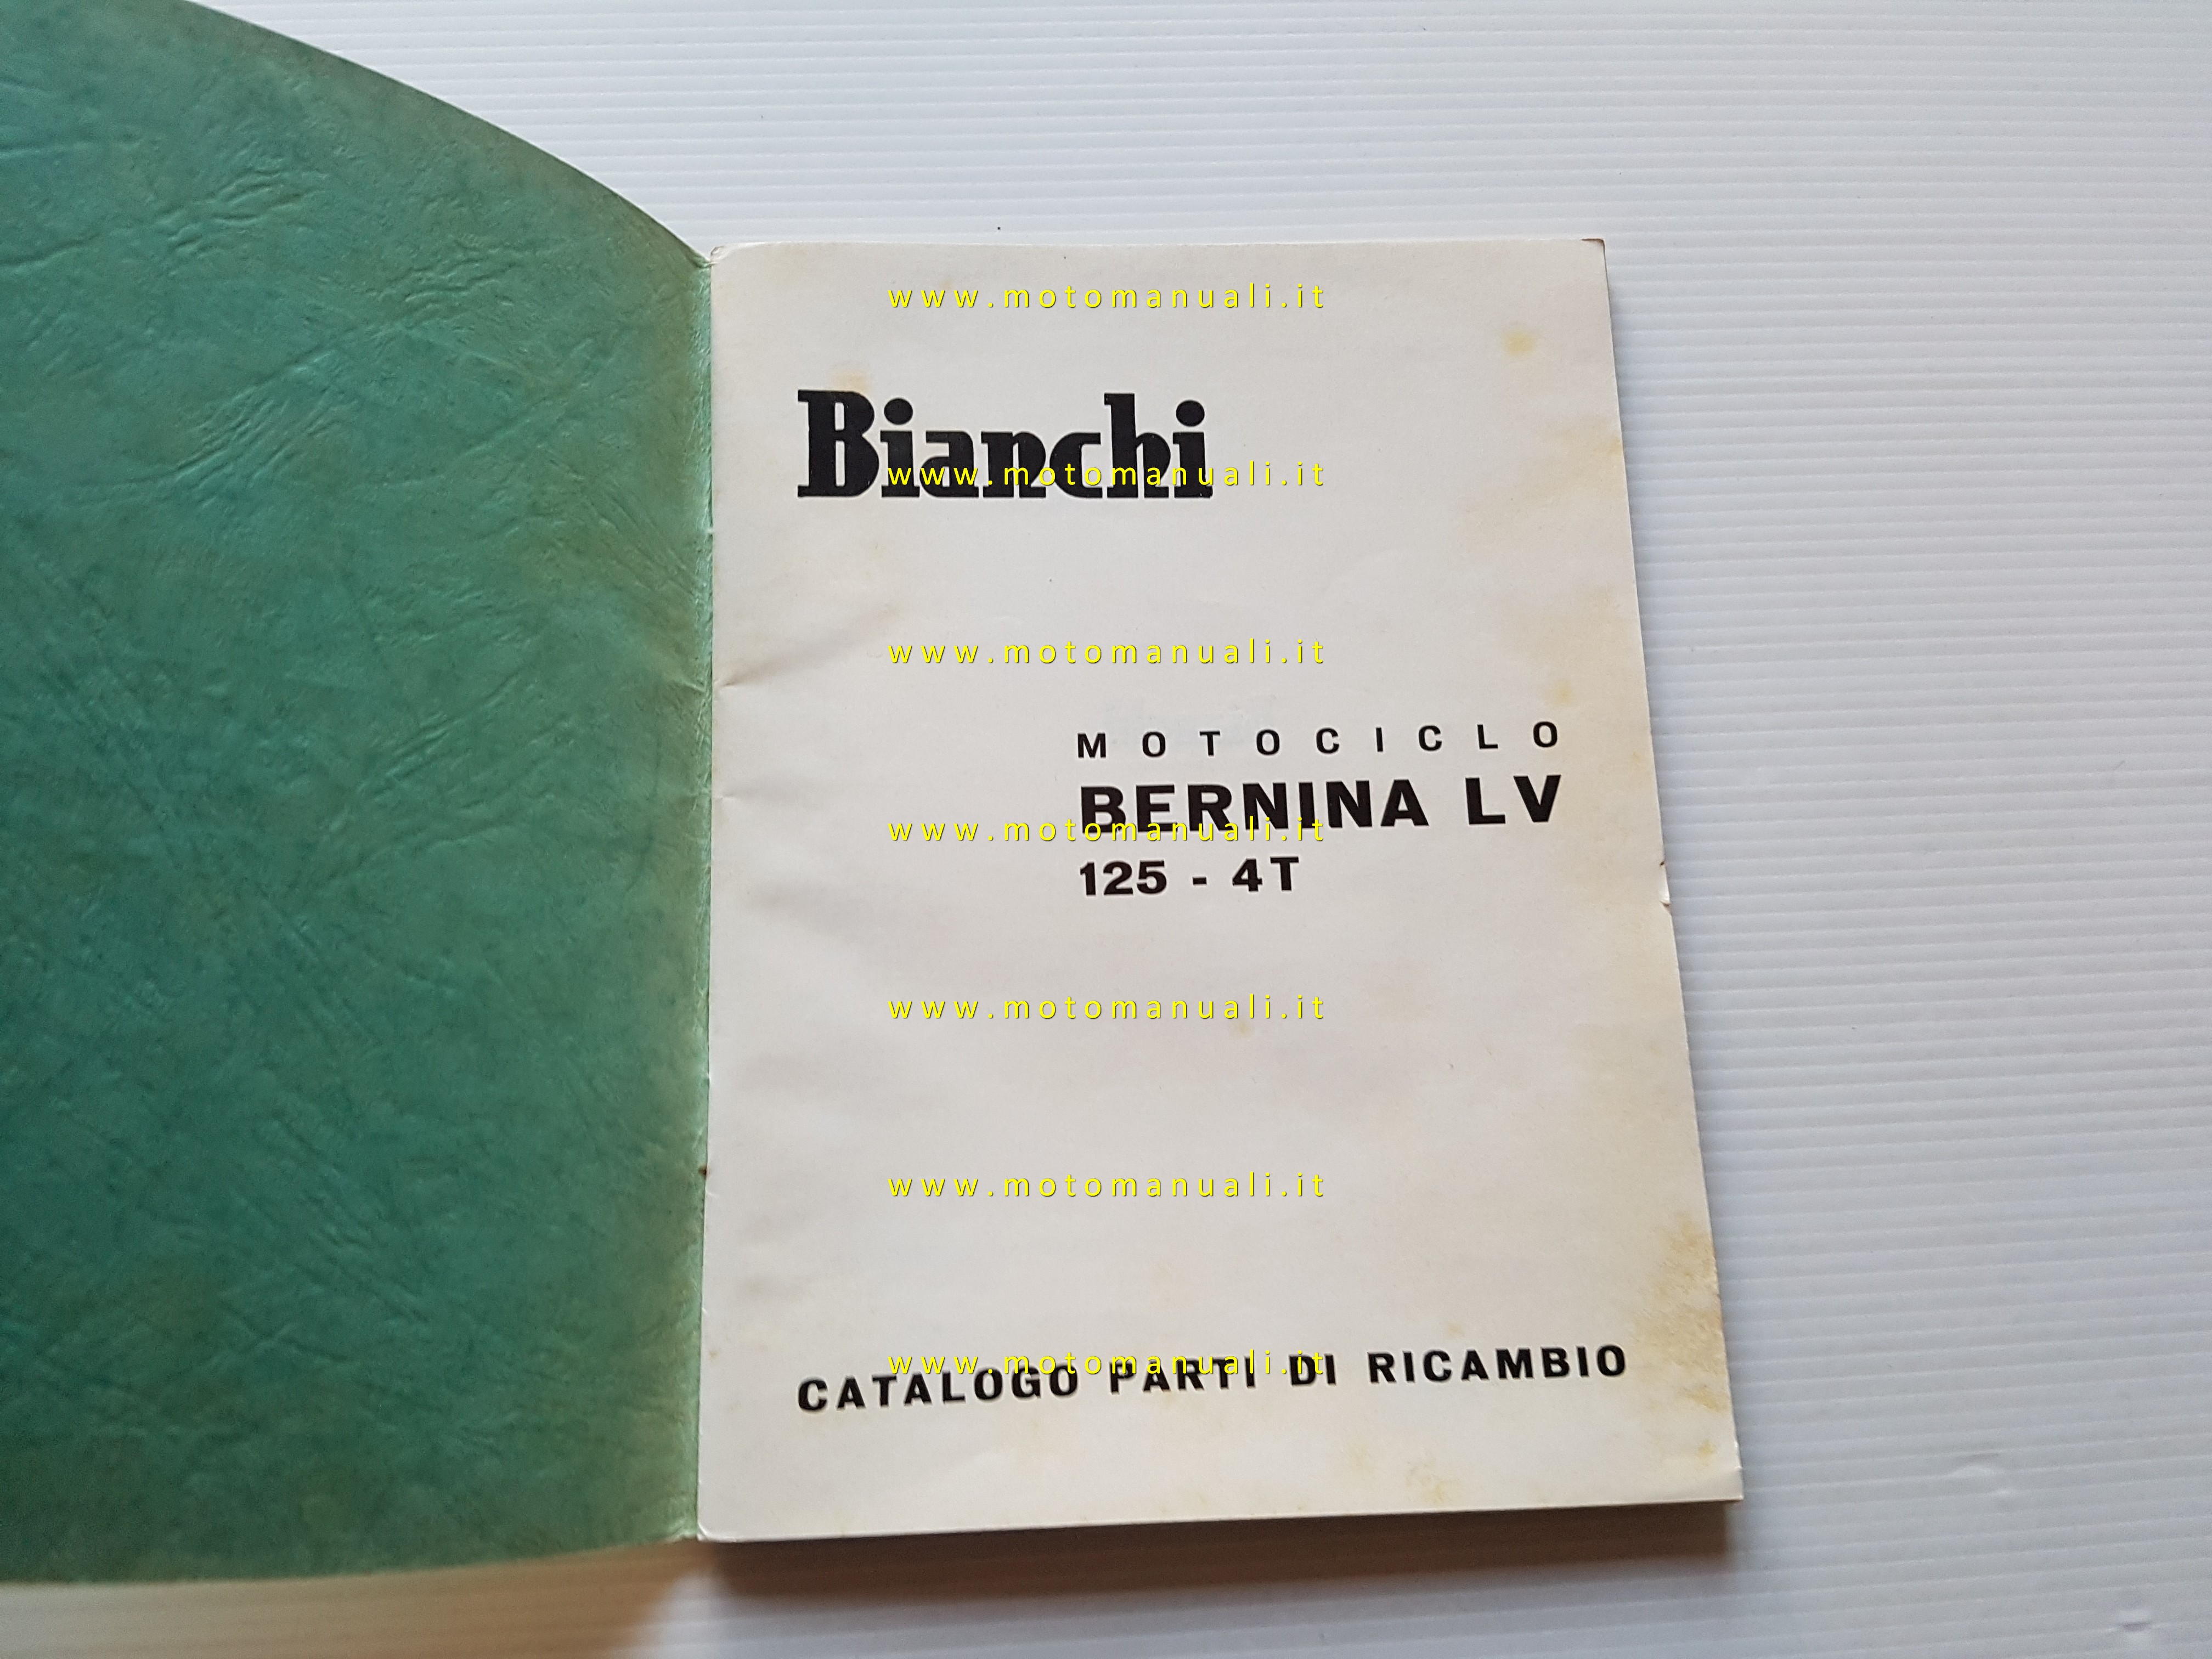 www.motomanuali.it
Bianchi
www.motomanuali.it
www.motomanuali.it
MOTOCICLO
BERNINA LV
www.motomanuali.it
125 - 4T
www.motomanuali.it
www.motomanuali.it
www.motomanuali.it
CATALOGO PARTI DI RICAMBIO